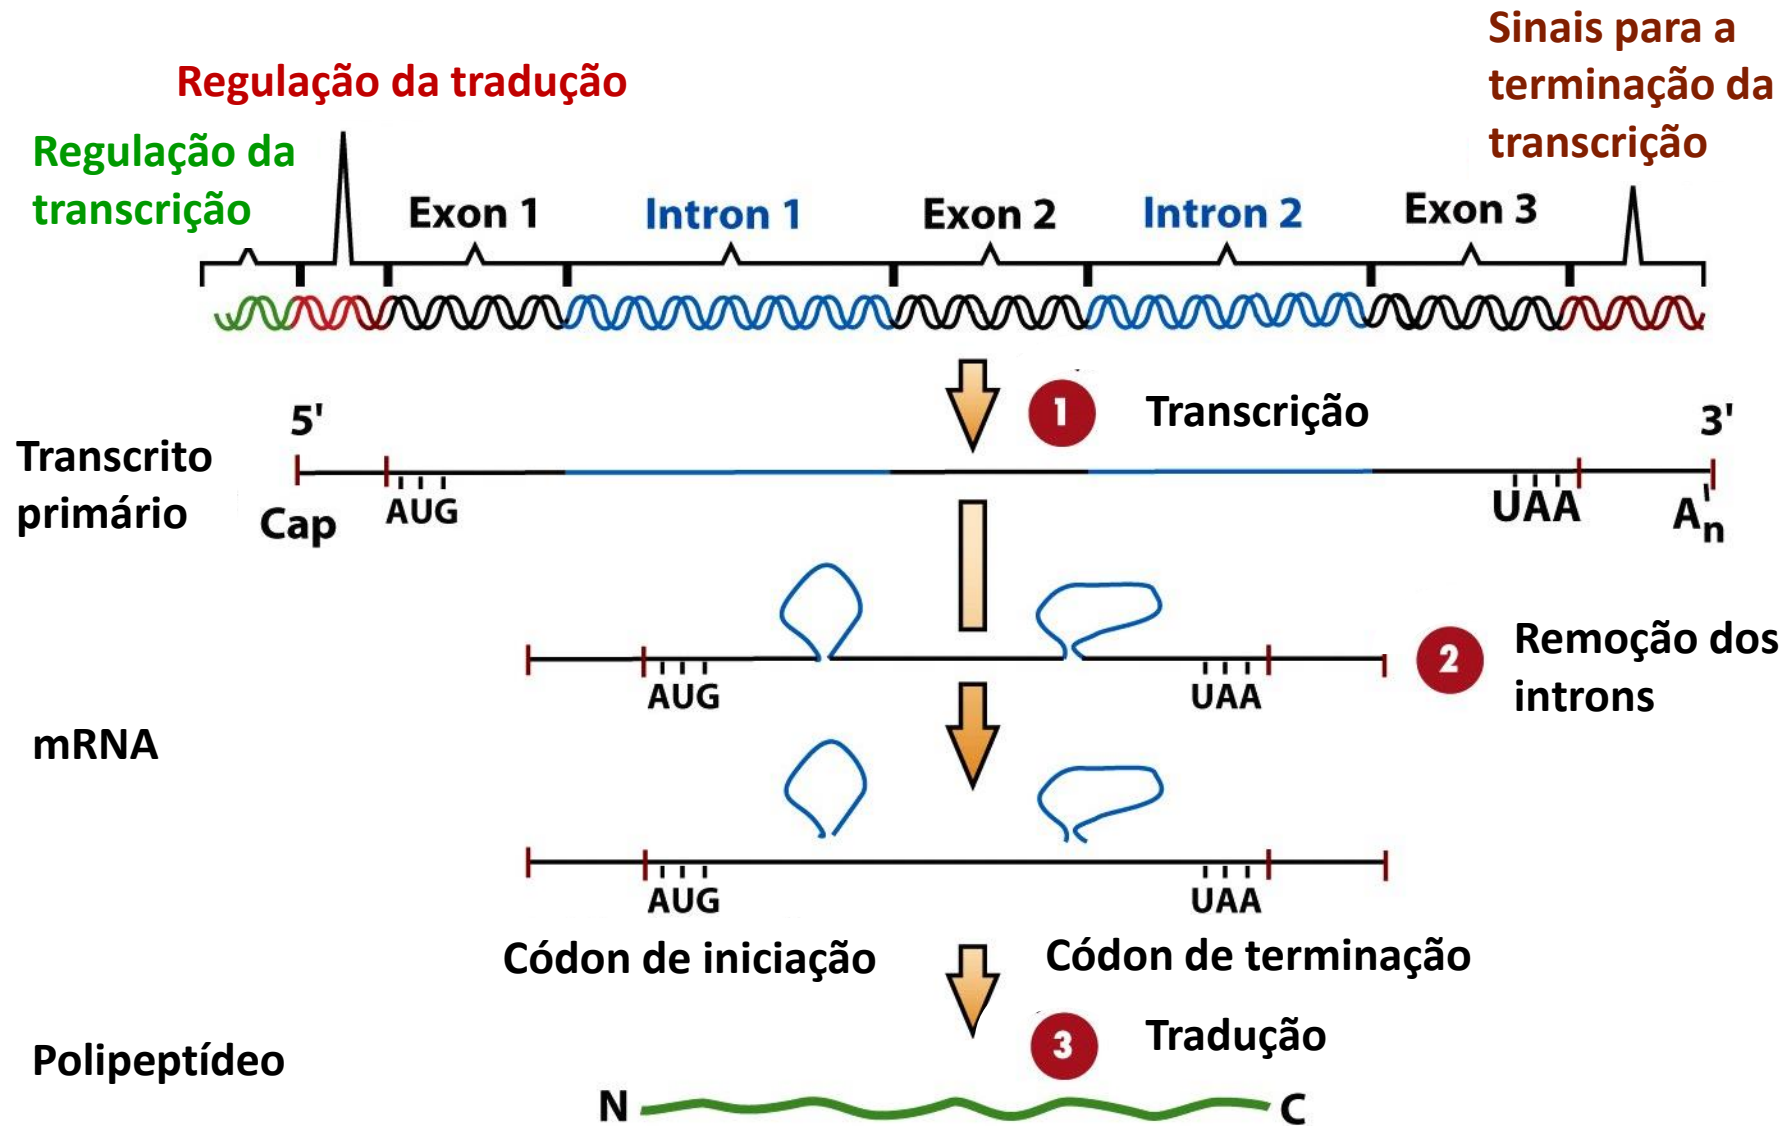 Sinais para a
terminação da
transcrição
Regulação da tradução
Regulação da
transcrição
Exon 1
Intron 1
Exon 2
Intron 2
Exon 3
1
Transcrição
5'
3'
Transcrito
primário
Cap
AUG
UAA
An
2
Remoção dos
introns
AUG
UAA
mRNA
AUG
UAA
Códon de iniciação
Códon de terminação
3
Tradução
Polipeptídeo
N
C